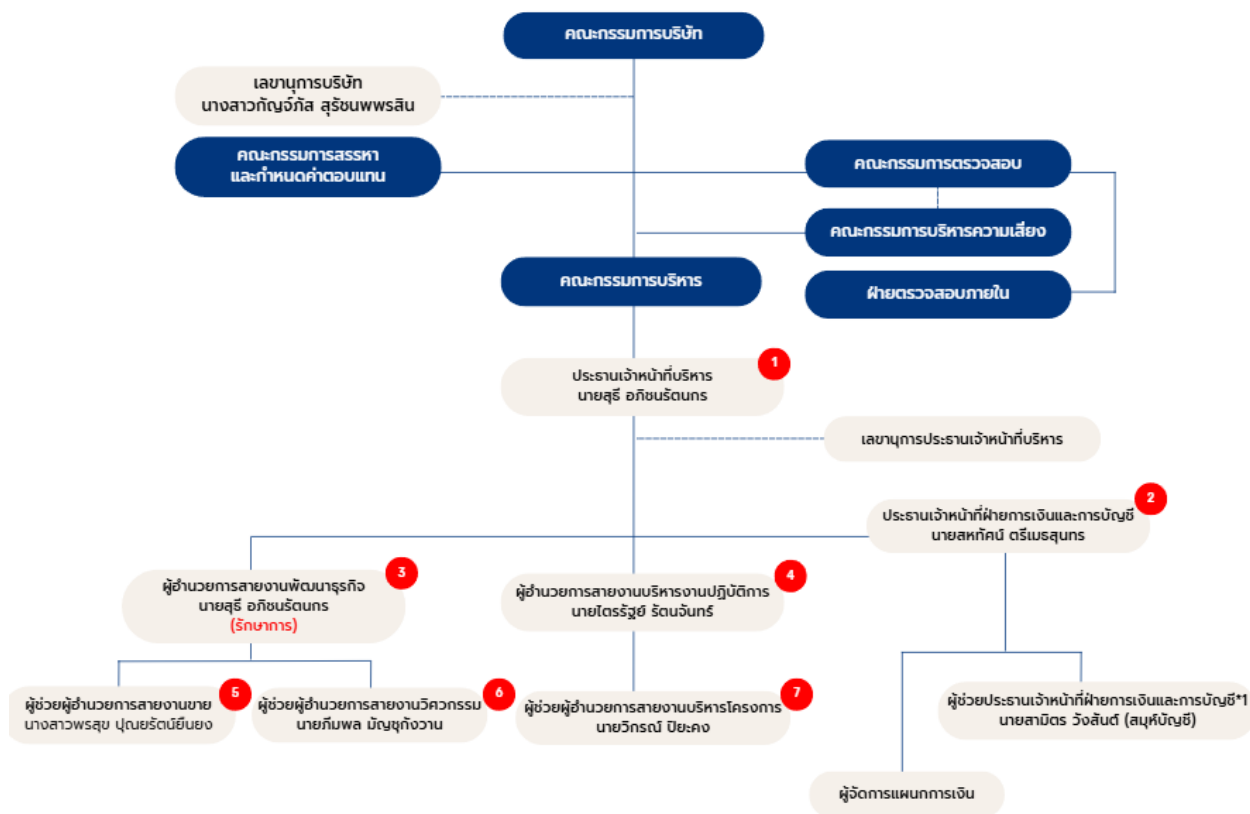 คณะกรรมการบริษัท
เลขานุการบริษัท
นางสาวกัญจ์ภัส สุรัชนพพรสิน
คณะกรรมการสรรหา
และกำหนดค่าตอบแทน
คณะกรรมการตรวจสอบ
คณะกรรมการบริหารความเสี่ยง
คณะกรรมการบริหาร
ฝ่ายตรวจสอบภายใน
1
ประธานเจ้าหน้าที่บริหาร
นายสุธี อภิชนรัตนกร
เลขานุการประธานเจ้าหน้าที่บริหาร
2
ประธานเจ้าหน้าที่ฝ่ายการเงินและการบัญชี
นายสหทัศน์ ตรีเมธสุนทร
3
ผู้อำนวยการสายงานพัฒนาธุรกิจ
นายสุธี อภิชนรัตนกร
(รักษาการ)
4
ผู้อำนวยการสายงานบริหารงานปฏิบัติการ
นายไตรรัฐย์ รัตนจันทร์
5
ผู้ช่วยผู้อำนวยการสายงานขาย
นางสาวพรสุข ปุณยรัตน์ยืนยง
6
ผู้ช่วยผู้อำนวยการสายงานวิศวกรรม
นายภีมพล มัญชุกังวาน
7
ผู้ช่วยผู้อำนวยการสายงานบริหารโครงการ
นายวิกรณ์ ปิยะคง
ผู้ช่วยประธานเจ้าหน้าที่ฝ่ายการเงินและการบัญชี*1
นายสามิตร วังสันต์ (สมุห์บัญชี)
ผู้จัดการแผนกการเงิน